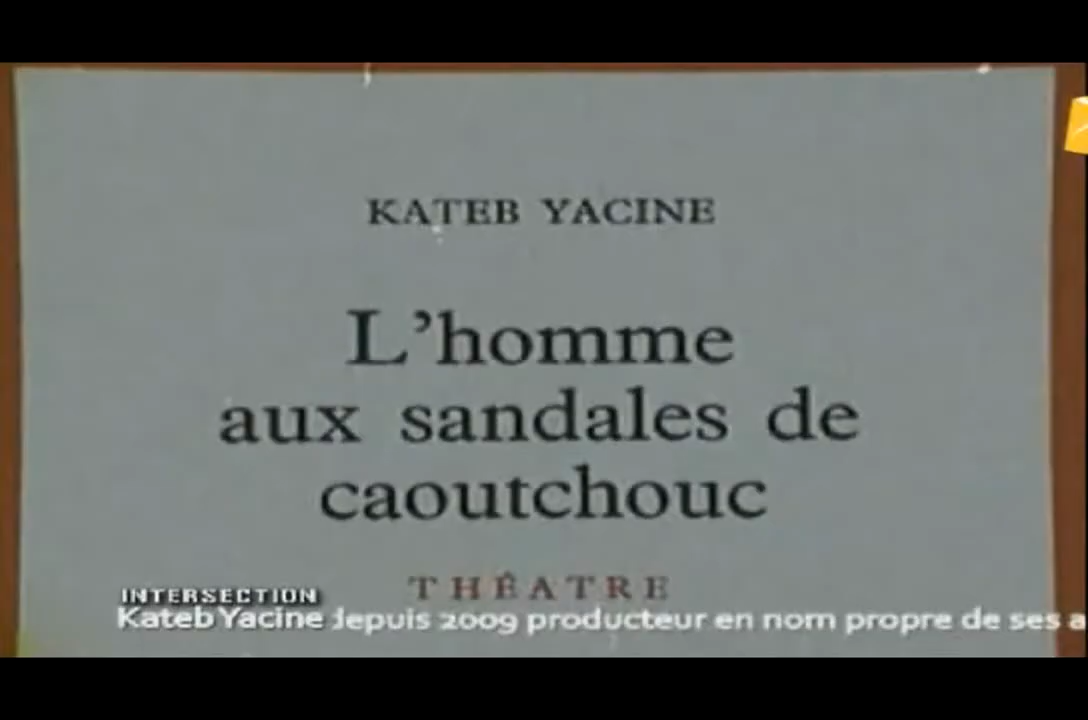 KATEB YACINE
L'homme
aux sandales de
caoutchouc
THÉATRE
INTERSECTION
Kateb Yacine depuis 2009 producteur en nom propre de ses a